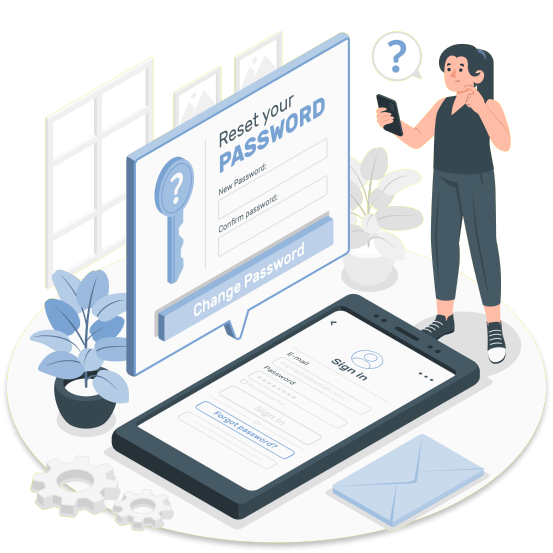 ?
Reset your
PASSWORD
?
New Password:
Confirm password:
Change Password
Sign in
E-mail
Password
Sign in
Forgot password?